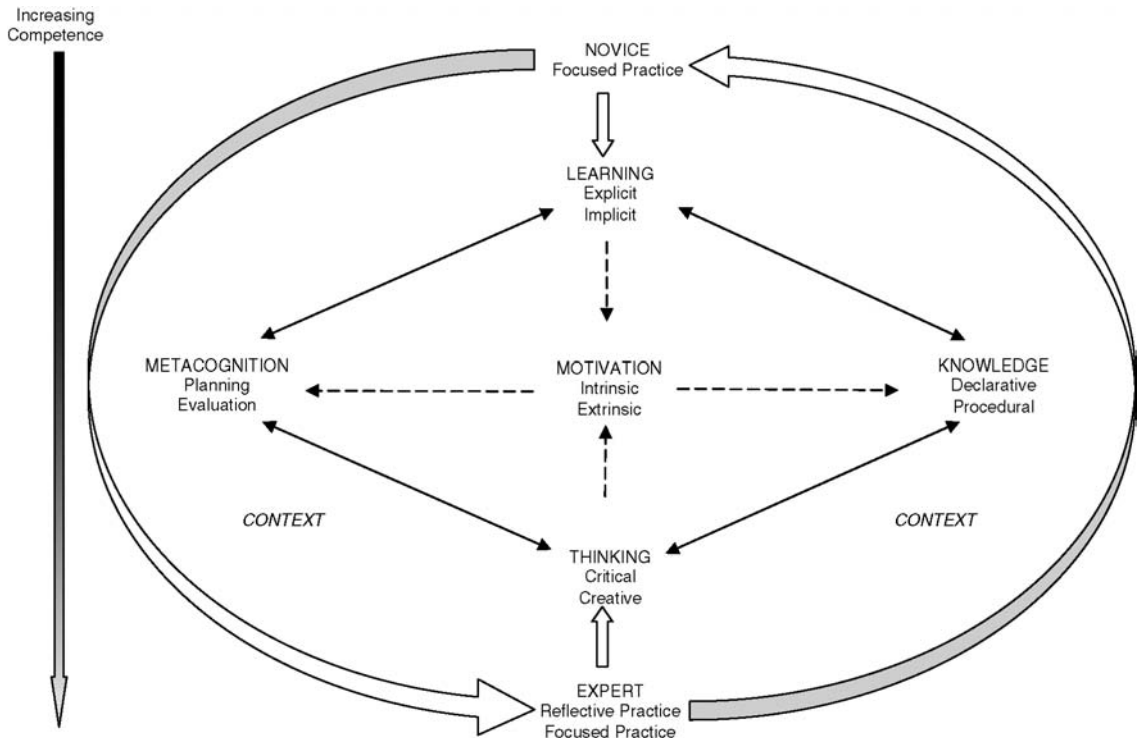 Increasing
Competence
NOVICE
Focused Practice
LEARNING
Explicit
Implicit
METACOGNITION
Planning
Evaluation
MOTIVATION
Intrinsic
Extrinsic
KNOWLEDGE
Declarative
Procedural
CONTEXT
CONTEXT
THINKING
Critical
Creative
EXPERT
Reflective Practice
Focused Practice